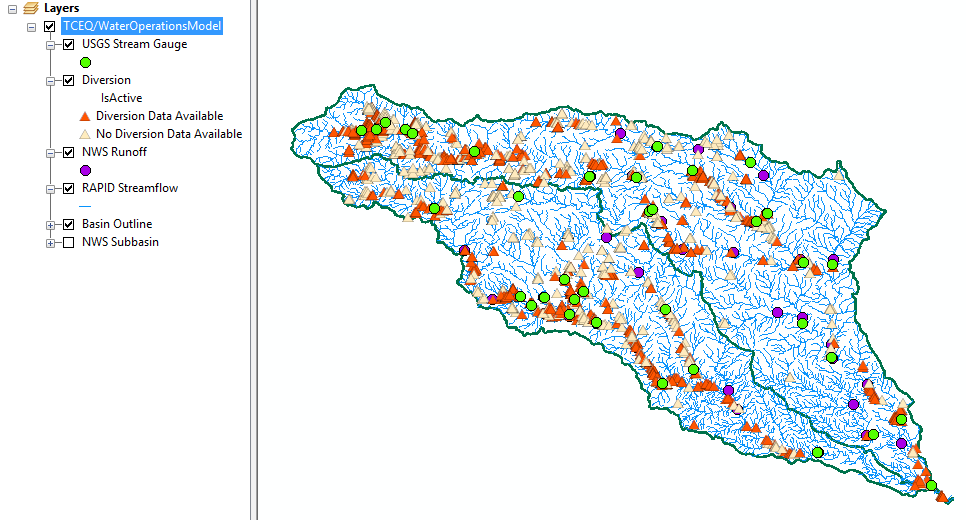 Layers
TCEQ/WaterOperationsModel
USGS Stream Gauge
Diversion
IsActive
Diversion Data Available
No Diversion Data Available
NWS Runoff
RAPID Streamflow
Basin Outline
NWS Subbasin